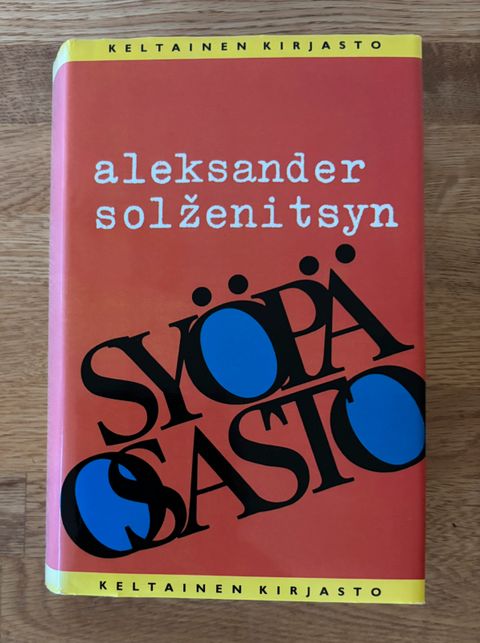 KELTAINEN KIRJASTO
aleksander
solženitsyn
SYÖPÄ
OSASTO
KELTAINEN KIRJASTO